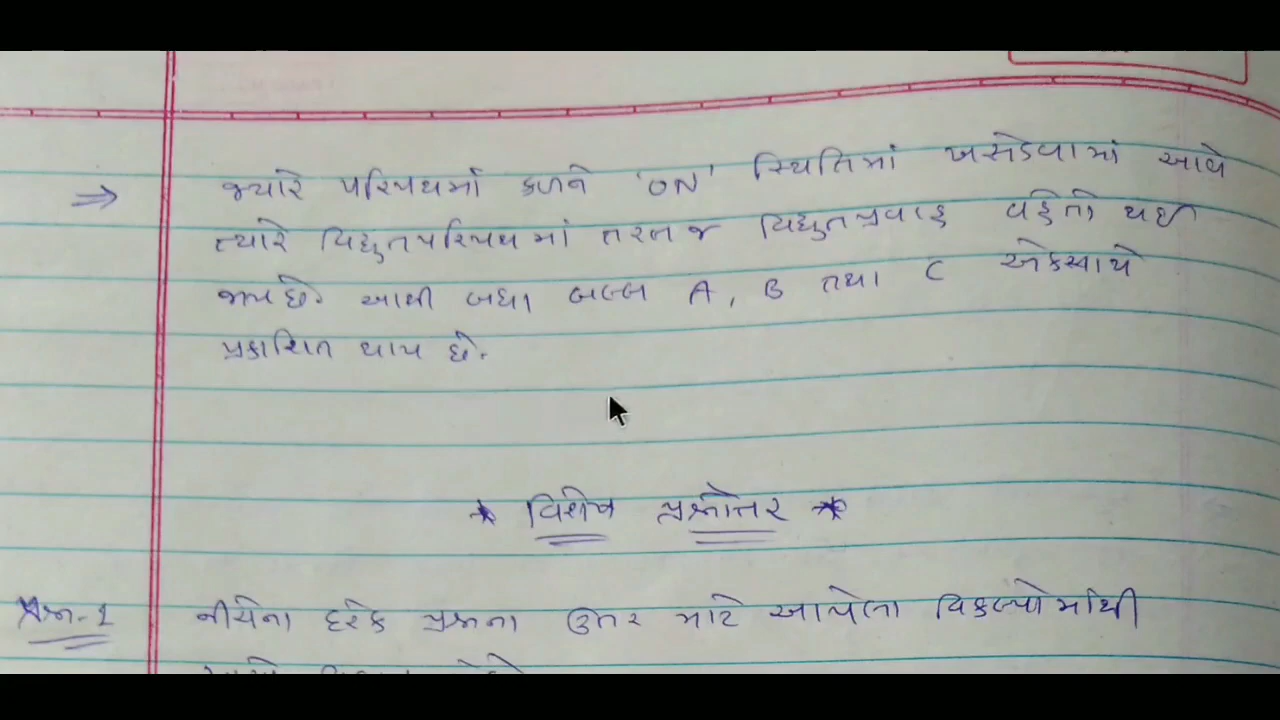 ⇒ જ્યારે પરિપથમાં કળને 'ON' સ્થિતિમાં ખસેડવામાં આવે
ત્યારે વિદ્યુતપરિપથમાં તરત જ વિદ્યુતપ્રવાહ વહેતો થઈ
જાય છે. આથી બધા બલ્બ A, B તથા C એકસાથે
પ્રકાશિત થાય છે.
* વિશેષ પ્રશ્નોત્તર *
પ્રશ્ન-1 નીચેના દરેક પ્રશ્નના ઉત્તર માટે આપેલા વિકલ્પોમાંથી